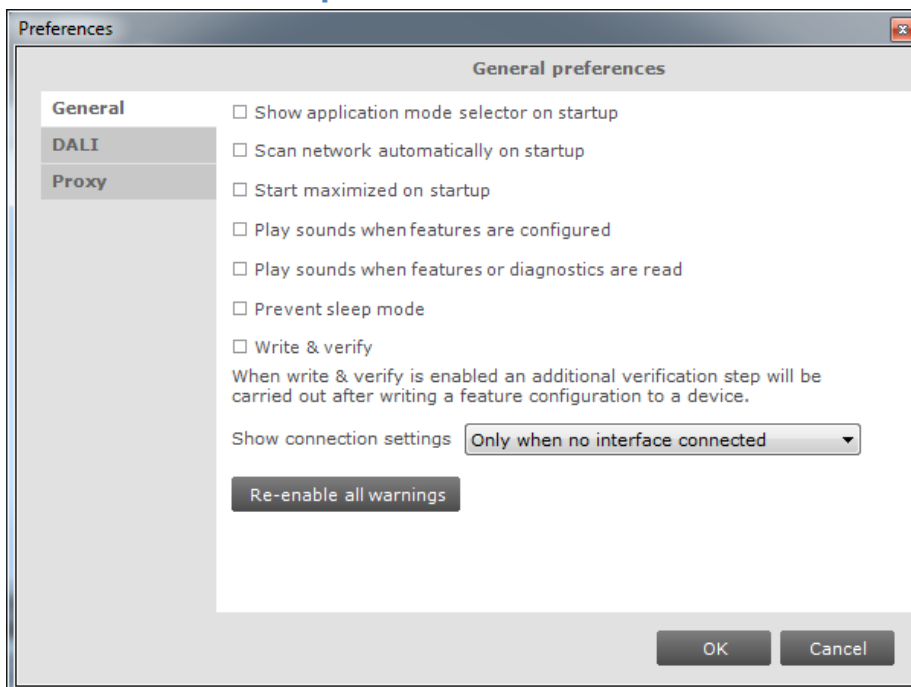 Preferences
General preferences
General
DALI
Proxy
Show application mode selector on startup
Scan network automatically on startup
Start maximized on startup
Play sounds when features are configured
Play sounds when features or diagnostics are read
Prevent sleep mode
Write & verify
When write & verify is enabled an additional verification step will be
carried out after writing a feature configuration to a device.
Show connection settings Only when no interface connected
Re-enable all warnings
OK Cancel